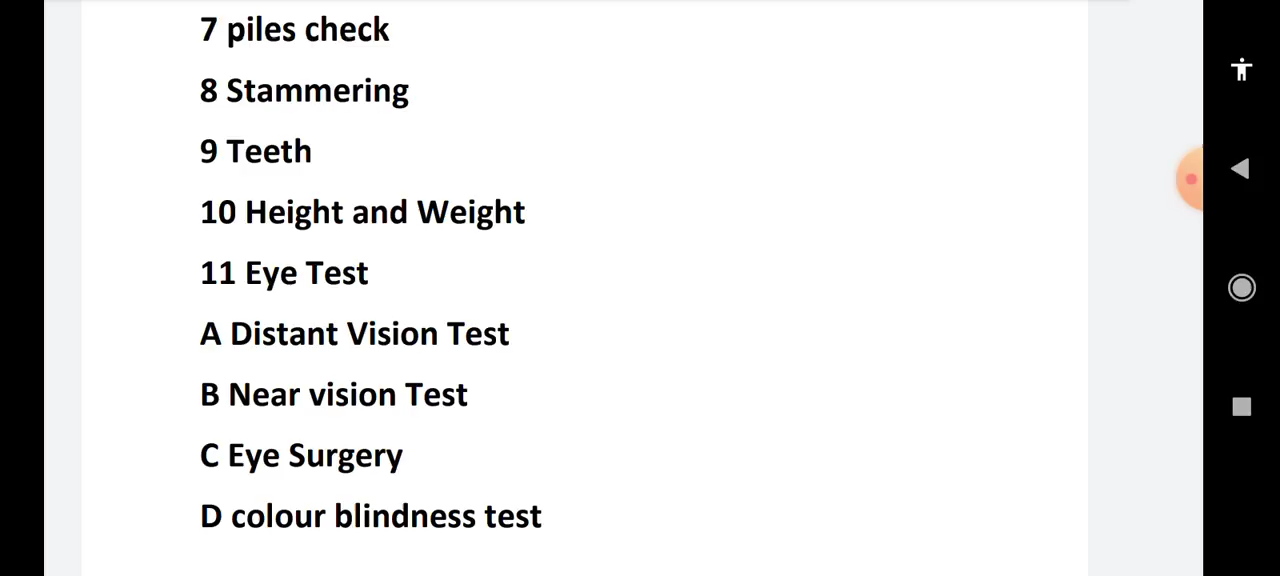 7 piles check
8 Stammering
9 Teeth
10 Height and Weight
11 Eye Test
A Distant Vision Test
B Near vision Test
C Eye Surgery
D colour blindness test